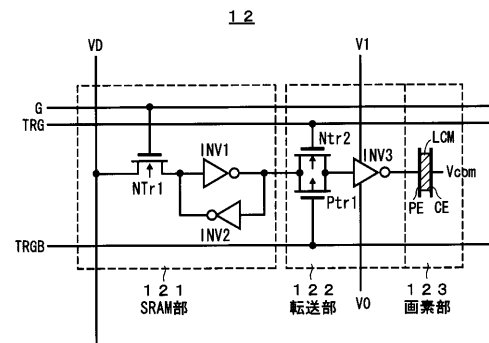 １２
VD V1
G
TRG
INV1 Ntr2 INV3 LCM
NTr1 Vcom
INV2 Ptr1 PE CE
TRGB
１２１ １２２ V0 １２３
SRAM部 転送部 画素部